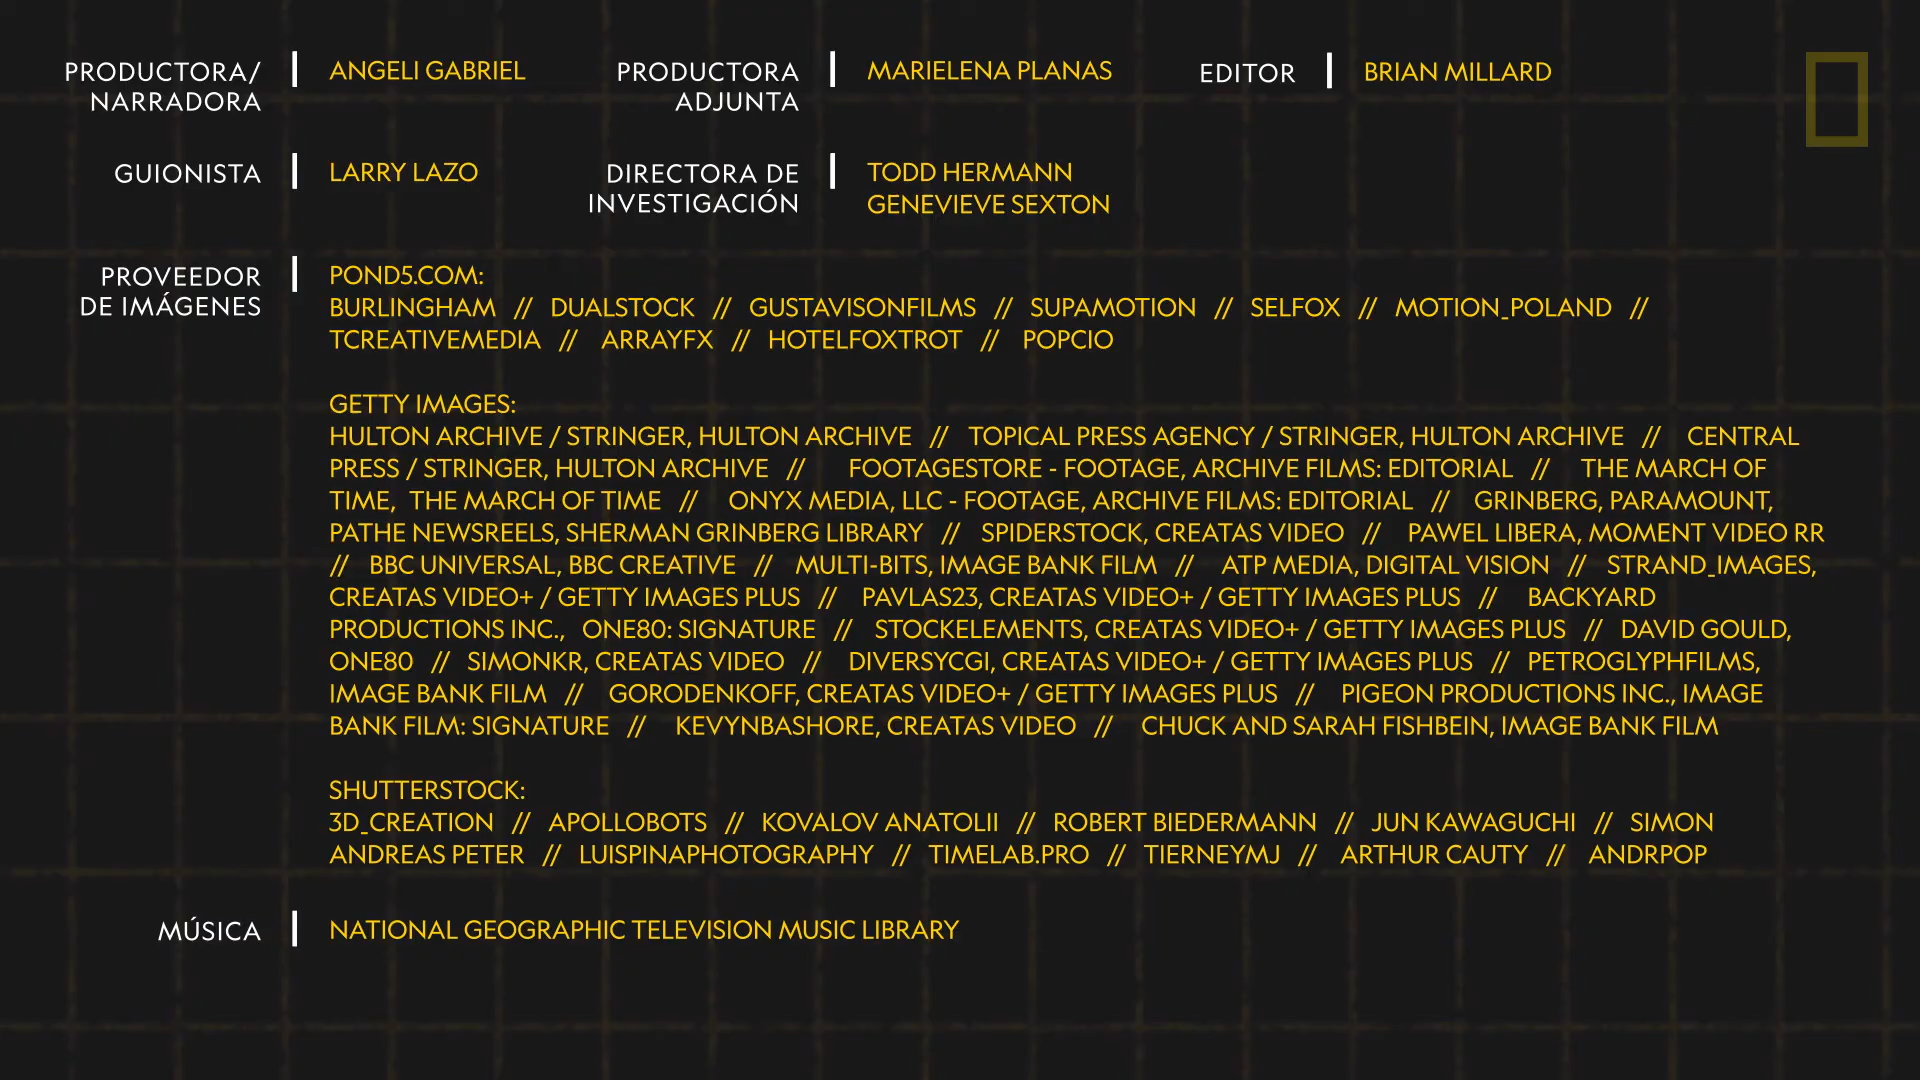 PRODUCTORA/ NARRADORA | ANGELI GABRIEL
PRODUCTORA ADJUNTA | MARIELENA PLANAS
EDITOR | BRIAN MILLARD
GUIONISTA | LARRY LAZO
DIRECTORA DE INVESTIGACIÓN | TODD HERMANN
GENEVIEVE SEXTON
PROVEEDOR DE IMÁGENES | POND5.COM:
BURLINGHAM // DUALSTOCK // GUSTAVISONFILMS // SUPAMOTION // SELFOX // MOTION_POLAND //
TCREATIVEMEDIA // ARRAYFX // HOTELFOXTROT // POPCIO
GETTY IMAGES:
HULTON ARCHIVE / STRINGER, HULTON ARCHIVE // TOPICAL PRESS AGENCY / STRINGER, HULTON ARCHIVE // CENTRAL
PRESS / STRINGER, HULTON ARCHIVE // FOOTAGESTORE - FOOTAGE, ARCHIVE FILMS: EDITORIAL // THE MARCH OF
TIME, THE MARCH OF TIME // ONYX MEDIA, LLC - FOOTAGE, ARCHIVE FILMS: EDITORIAL // GRINBERG, PARAMOUNT,
PATHE NEWSREELS, SHERMAN GRINBERG LIBRARY // SPIDERSTOCK, CREATAS VIDEO // PAWEL LIBERA, MOMENT VIDEO RR
// BBC UNIVERSAL, BBC CREATIVE // MULTI-BITS, IMAGE BANK FILM // ATP MEDIA, DIGITAL VISION // STRAND_IMAGES,
CREATAS VIDEO+ / GETTY IMAGES PLUS // PAVLAS23, CREATAS VIDEO+ / GETTY IMAGES PLUS // BACKYARD
PRODUCTIONS INC., ONE80: SIGNATURE // STOCKELEMENTS, CREATAS VIDEO+ / GETTY IMAGES PLUS // DAVID GOULD,
ONE80 // SIMONKR, CREATAS VIDEO // DIVERSYCGI, CREATAS VIDEO+ / GETTY IMAGES PLUS // PETROGLYPHFILMS,
IMAGE BANK FILM // GORODENKOFF, CREATAS VIDEO+ / GETTY IMAGES PLUS // PIGEON PRODUCTIONS INC., IMAGE
BANK FILM: SIGNATURE // KEVYNBASHORE, CREATAS VIDEO // CHUCK AND SARAH FISHBEIN, IMAGE BANK FILM
SHUTTERSTOCK:
3D_CREATION // APOLLOBOTS // KOVALOV ANATOLII // ROBERT BIEDERMANN // JUN KAWAGUCHI // SIMON
ANDREAS PETER // LUISPINAPHOTOGRAPHY // TIMELAB.PRO // TIERNEYMJ // ARTHUR CAUTY // ANDRPOP
MÚSICA | NATIONAL GEOGRAPHIC TELEVISION MUSIC LIBRARY